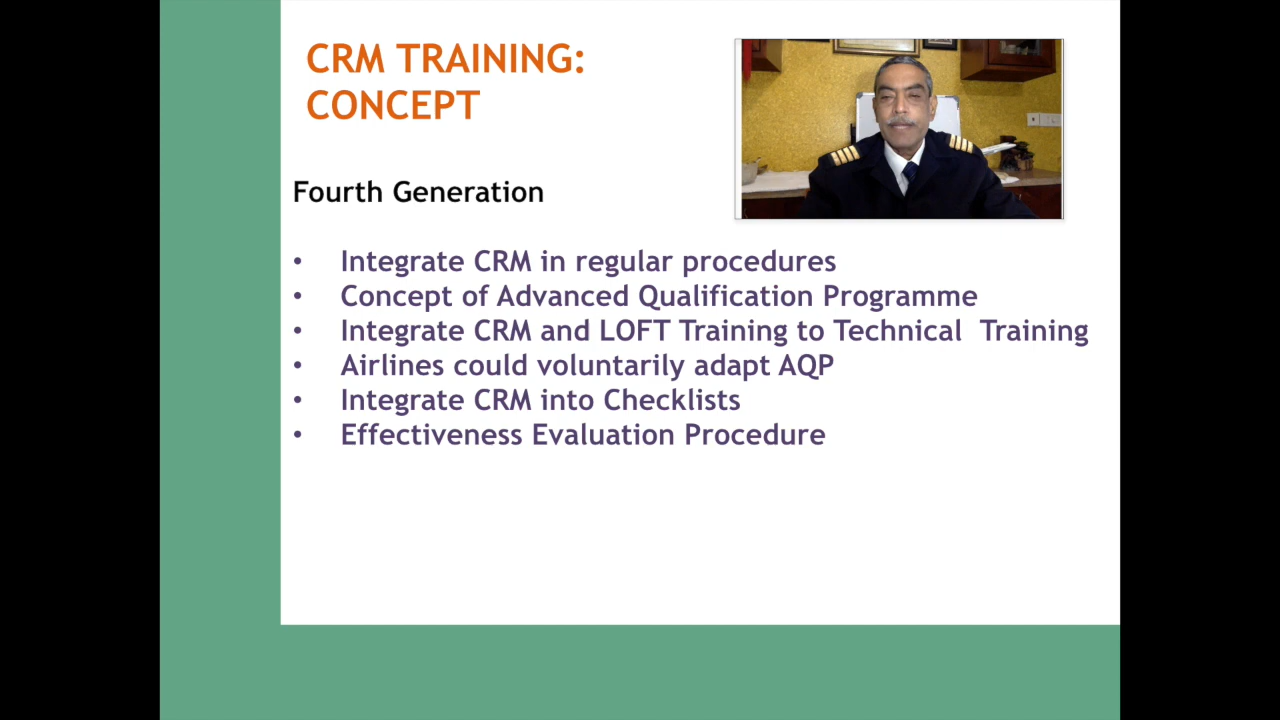 CRM TRAINING:
CONCEPT
Fourth Generation
• Integrate CRM in regular procedures
• Concept of Advanced Qualification Programme
• Integrate CRM and LOFT Training to Technical  Training
• Airlines could voluntarily adapt AQP
• Integrate CRM into Checklists
• Effectiveness Evaluation Procedure